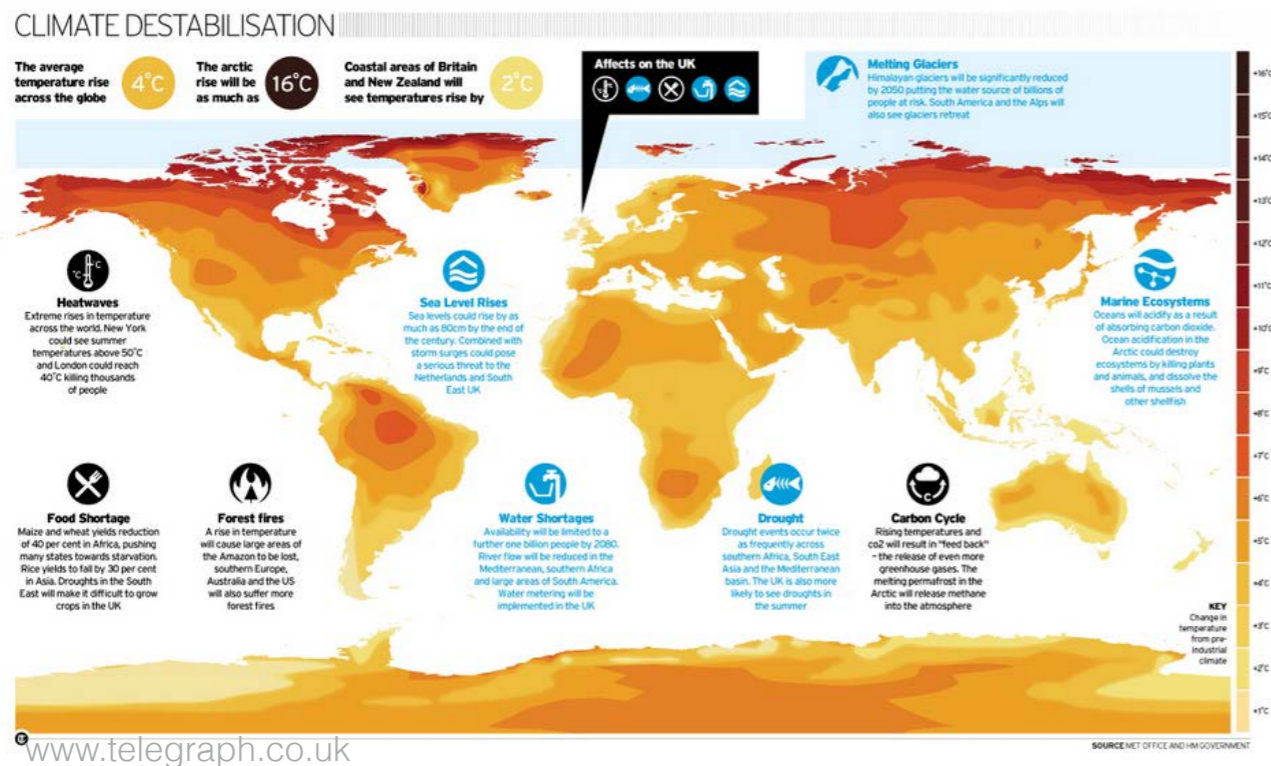 CLIMATE DESTABILISATION
The average
temperature rise
across the globe
4°C
The arctic
rise will be
as much as
16°C
Coastal areas of Britain
and New Zealand will
see temperatures rise by
2°C
Affects on the UK
Melting Glaciers
Himalayan glaciers will be significantly reduced
by 2050 putting the water source of billions of
people at risk. South America and the Alps will
also see glaciers retreat
°C
°C
Heatwaves
Extreme rises in temperature
across the world. New York
could see summer
temperatures above 50°C
and London could reach
40°C killing thousands
of people
Sea Level Rises
Sea levels could rise by as
much as 80cm by the end of
the century. Combined with
storm surges could pose
a serious threat to the
Netherlands and South
East UK
Marine Ecosystems
Oceans will acidify as a result
of absorbing carbon dioxide.
Ocean acidification in the
Arctic could destroy
ecosystems by killing plants
and animals, and dissolve the
shells of mussels and
other shellfish
Food Shortage
Maize and wheat yields reduction
of 40 per cent in Africa, pushing
many states towards starvation.
Rice yields to fall by 30 per cent
in Asia. Droughts in the South
East will make it difficult to grow
crops in the UK
Forest fires
A rise in temperature
will cause large areas of
the Amazon to be lost,
southern Europe,
Australia and the US
will also suffer more
forest fires
Water Shortages
Availability will be limited to a
further one billion people by 2080.
River flow will be reduced in the
Mediterranean, southern Africa
and large areas of South America.
Water metering will be
implemented in the UK
Drought
Drought events occur twice
as frequently across
southern Africa, South East
Asia and the Mediterranean
basin. The UK is also more
likely to see droughts in
the summer
C
Carbon Cycle
Rising temperatures and
co2 will result in "feed back"
- the release of even more
greenhouse gases. The
melting permafrost in the
Arctic will release methane
into the atmosphere
KEY
Change in
temperature
from pre-
industrial
climate
+16°C
+15°C
+14°C
+13°C
+12°C
+11°C
+10°C
+9°C
+8°C
+7°C
+6°C
+5°C
+4°C
+3°C
+2°C
+1°C
www.telegraph.co.uk
SOURCE MET OFFICE AND HM GOVERNMENT